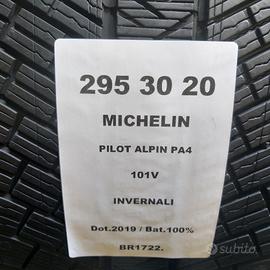 295 30 20
MICHELIN
PILOT ALPIN PA4
101V
INVERNALI
Dot.2019 / Bat.100%
BR1722.
subito